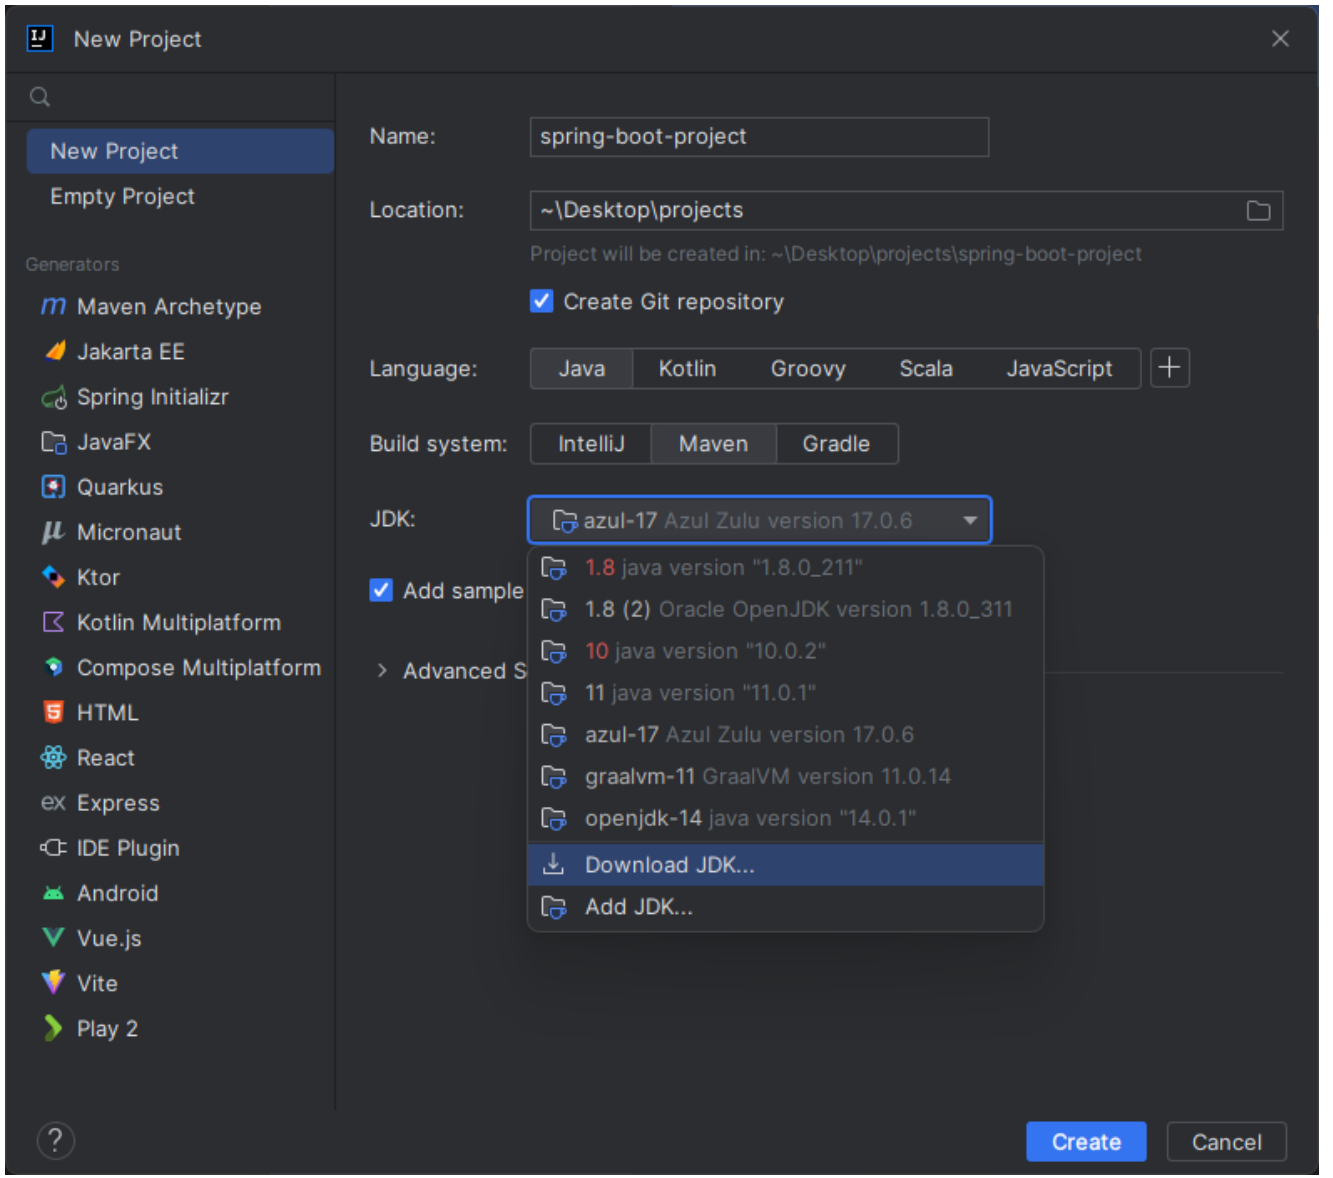 IJ New Project
New Project
Empty Project
Generators
m Maven Archetype
Jakarta EE
Spring Initializr
JavaFX
Quarkus
μ Micronaut
Ktor
Kotlin Multiplatform
Compose Multiplatform
5 HTML
React
ex Express
IDE Plugin
Android
Vue.js
Vite
Play 2
?
Name: spring-boot-project
Location: ~\Desktop\projects
Project will be created in: ~\Desktop\projects\spring-boot-project
Create Git repository
Language: Java Kotlin Groovy Scala JavaScript +
Build system: IntelliJ Maven Gradle
JDK: azul-17 Azul Zulu version 17.0.6
1.8 java version "1.8.0_211"
1.8 (2) Oracle OpenJDK version 1.8.0_311
10 java version "10.0.2"
11 java version "11.0.1"
azul-17 Azul Zulu version 17.0.6
graalvm-11 GraalVM version 11.0.14
openjdk-14 java version "14.0.1"
Download JDK...
Add JDK...
Add sample
Advanced S
Create Cancel